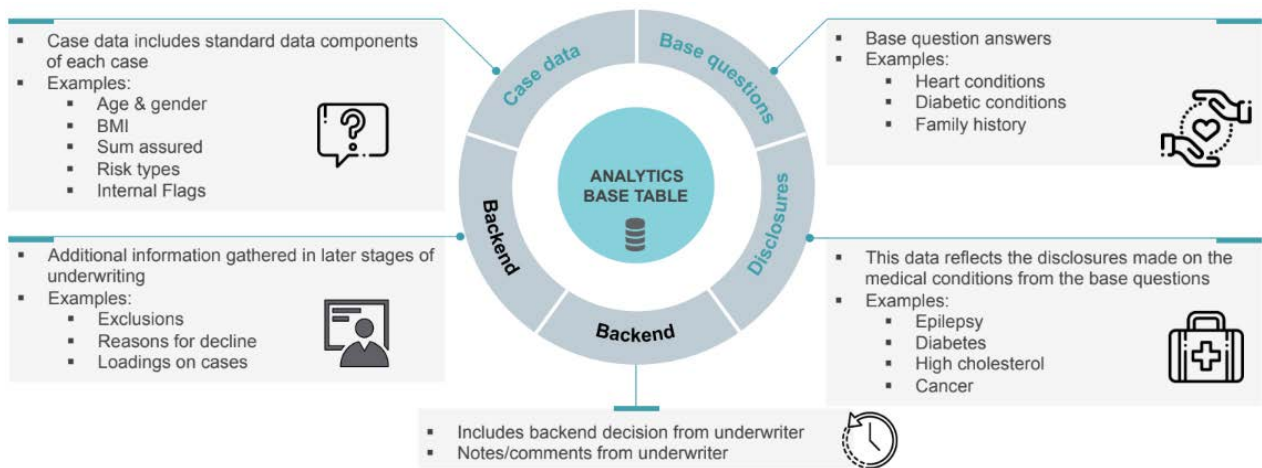 ▪ Case data includes standard data components
of each case
▪ Examples:
▪ Age & gender
▪ BMI
▪ Sum assured
▪ Risk types
▪ Internal Flags
▪ Additional information gathered in later stages of
underwriting
▪ Examples:
▪ Exclusions
▪ Reasons for decline
▪ Loadings on cases
Case data
Base questions
Disclosures
Backend
Backend
ANALYTICS
BASE TABLE
▪ Base question answers
▪ Examples:
▪ Heart conditions
▪ Diabetic conditions
▪ Family history
▪ This data reflects the disclosures made on the
medical conditions from the base questions
▪ Examples:
▪ Epilepsy
▪ Diabetes
▪ High cholesterol
▪ Cancer
▪ Includes backend decision from underwriter
▪ Notes/comments from underwriter